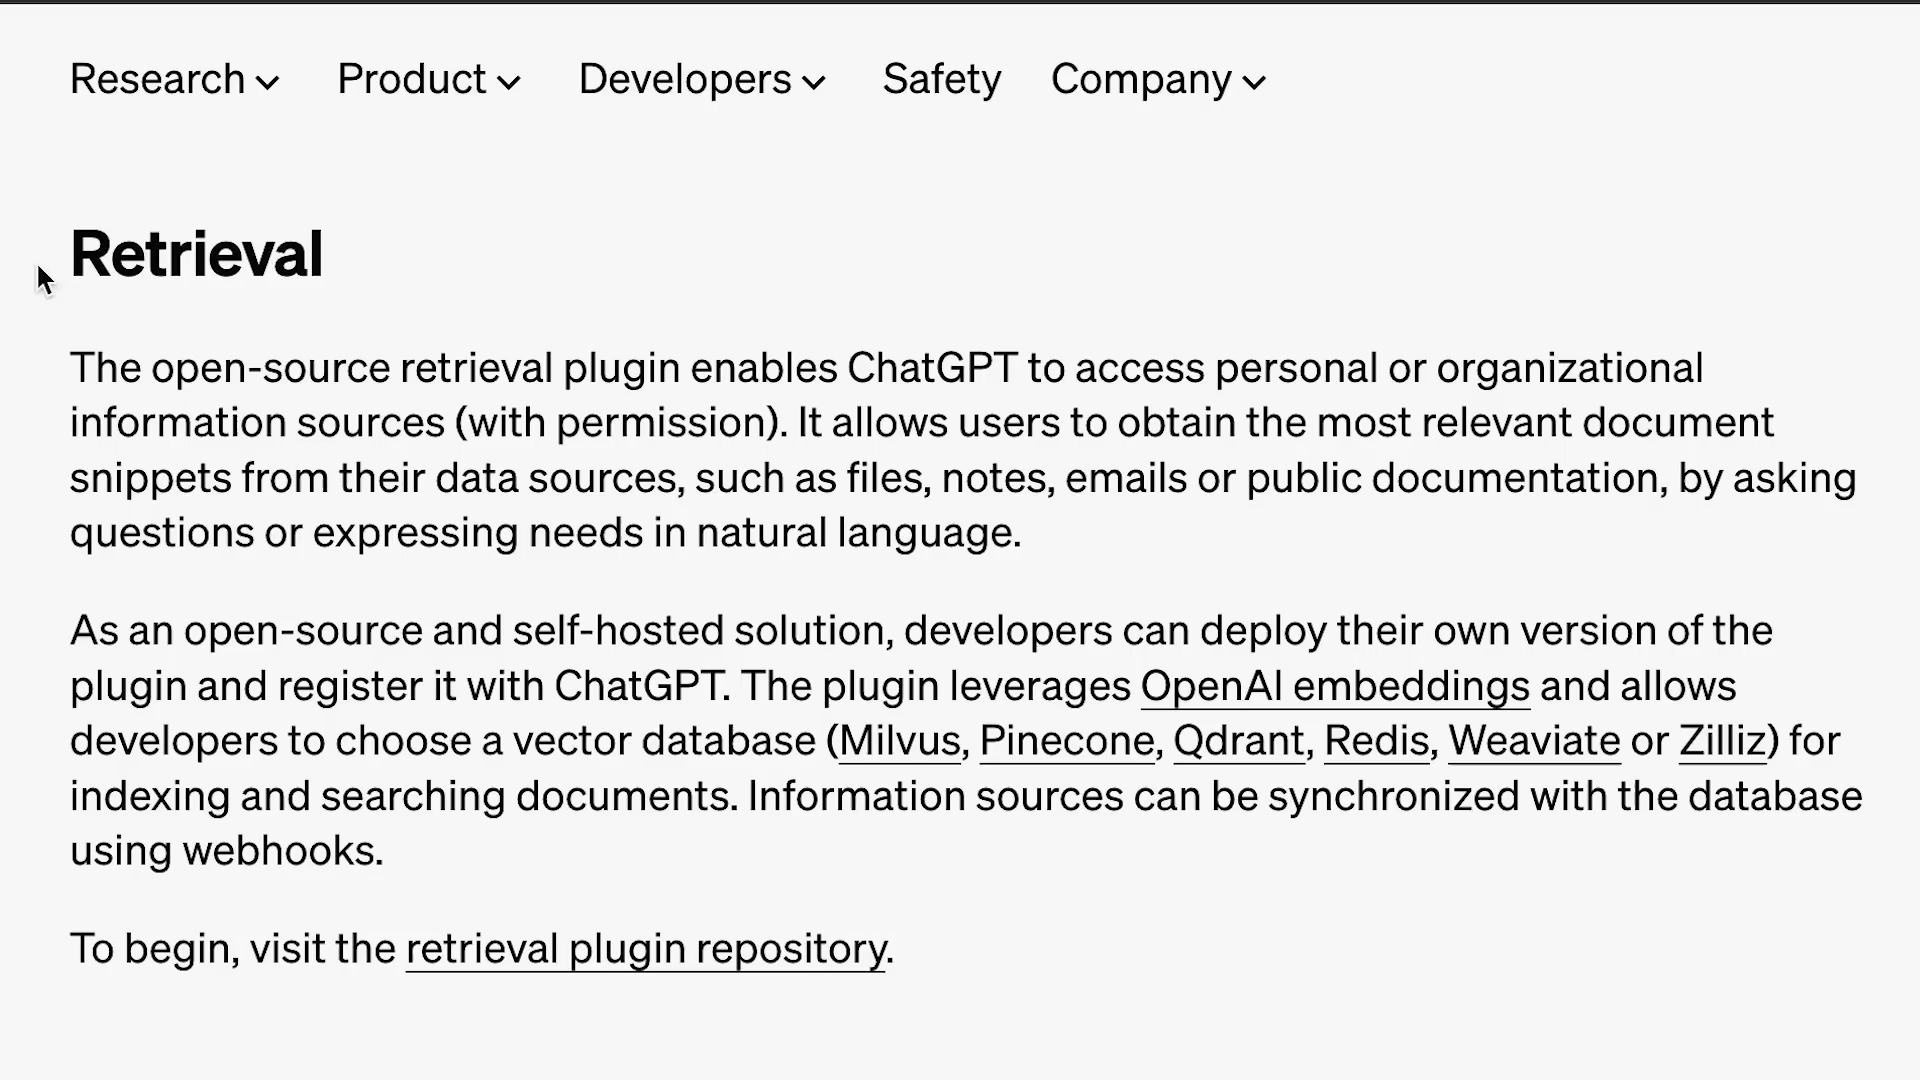 Research Product Developers Safety Company
Retrieval
The open-source retrieval plugin enables ChatGPT to access personal or organizational
information sources (with permission). It allows users to obtain the most relevant document
snippets from their data sources, such as files, notes, emails or public documentation, by asking
questions or expressing needs in natural language.
As an open-source and self-hosted solution, developers can deploy their own version of the
plugin and register it with ChatGPT. The plugin leverages OpenAI embeddings and allows
developers to choose a vector database (Milvus, Pinecone, Qdrant, Redis, Weaviate or Zilliz) for
indexing and searching documents. Information sources can be synchronized with the database
using webhooks.
To begin, visit the retrieval plugin repository.